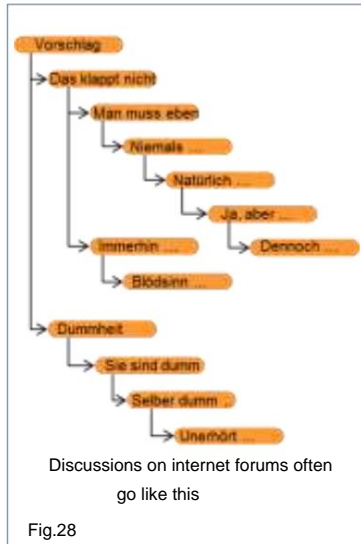 Vorschlag
Das klappt nicht
Man muss eben
Niemals ...
Natürlich ...
Ja, aber ...
Dennoch ...
Immerhin ...
Blödsinn ...
Dummheit
Sie sind dumm
Selber dumm ..
Unerhört ...
Discussions on internet forums often
go like this
Fig.28